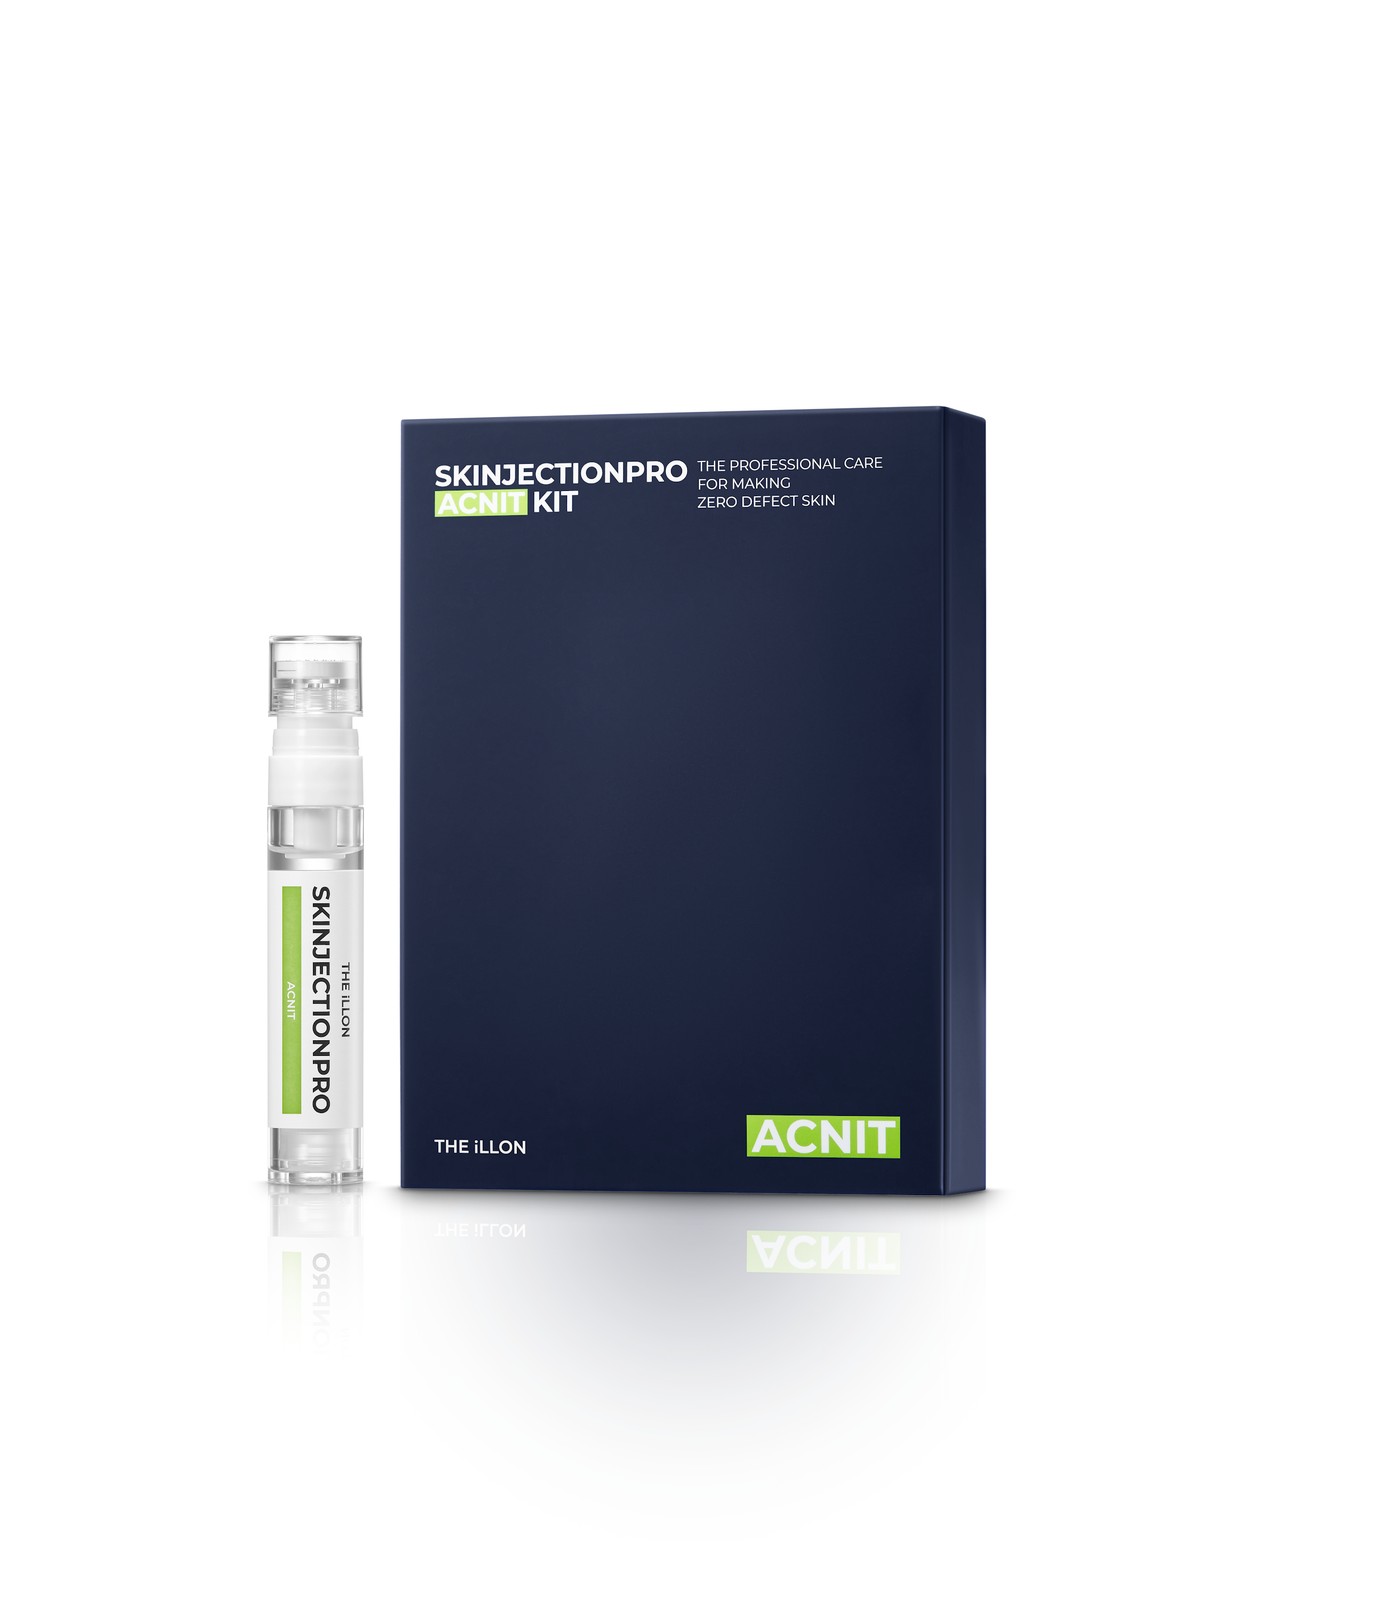 SKINJECTIONPRO
ACNIT KIT
THE PROFESSIONAL CARE
FOR MAKING
ZERO DEFECT SKIN
THE iLLON
SKINJECTIONPRO
ACNIT
THE iLLON
ACNIT